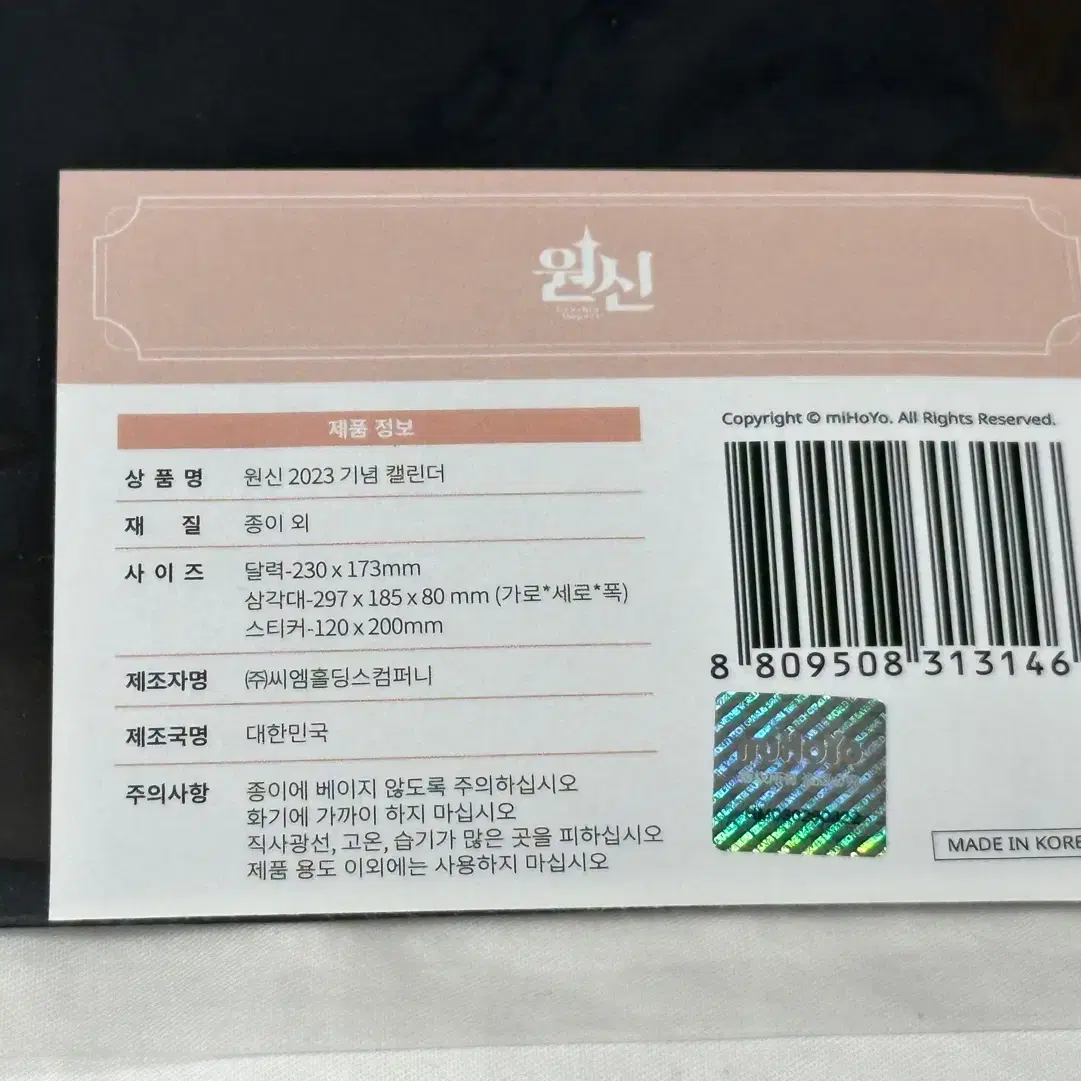 원신
제품 정보
상 품 명 원신 2023 기념 캘린더
재 질 종이 외
사 이 즈 달력-230 x 173mm
삼각대-297 x 185 x 80 mm (가로*세로*폭)
스티커-120 x 200mm
제조자명 ㈜씨엠홀딩스컴퍼니
제조국명 대한민국
주의사항 종이에 베이지 않도록 주의하십시오
화기에 가까이 하지 마십시오
직사광선, 고온, 습기가 많은 곳을 피하십시오
제품 용도 이외에는 사용하지 마십시오
Copyright © miHoYo. All Rights Reserved.
8 809508 313146
miHoYo
MADE IN KORE